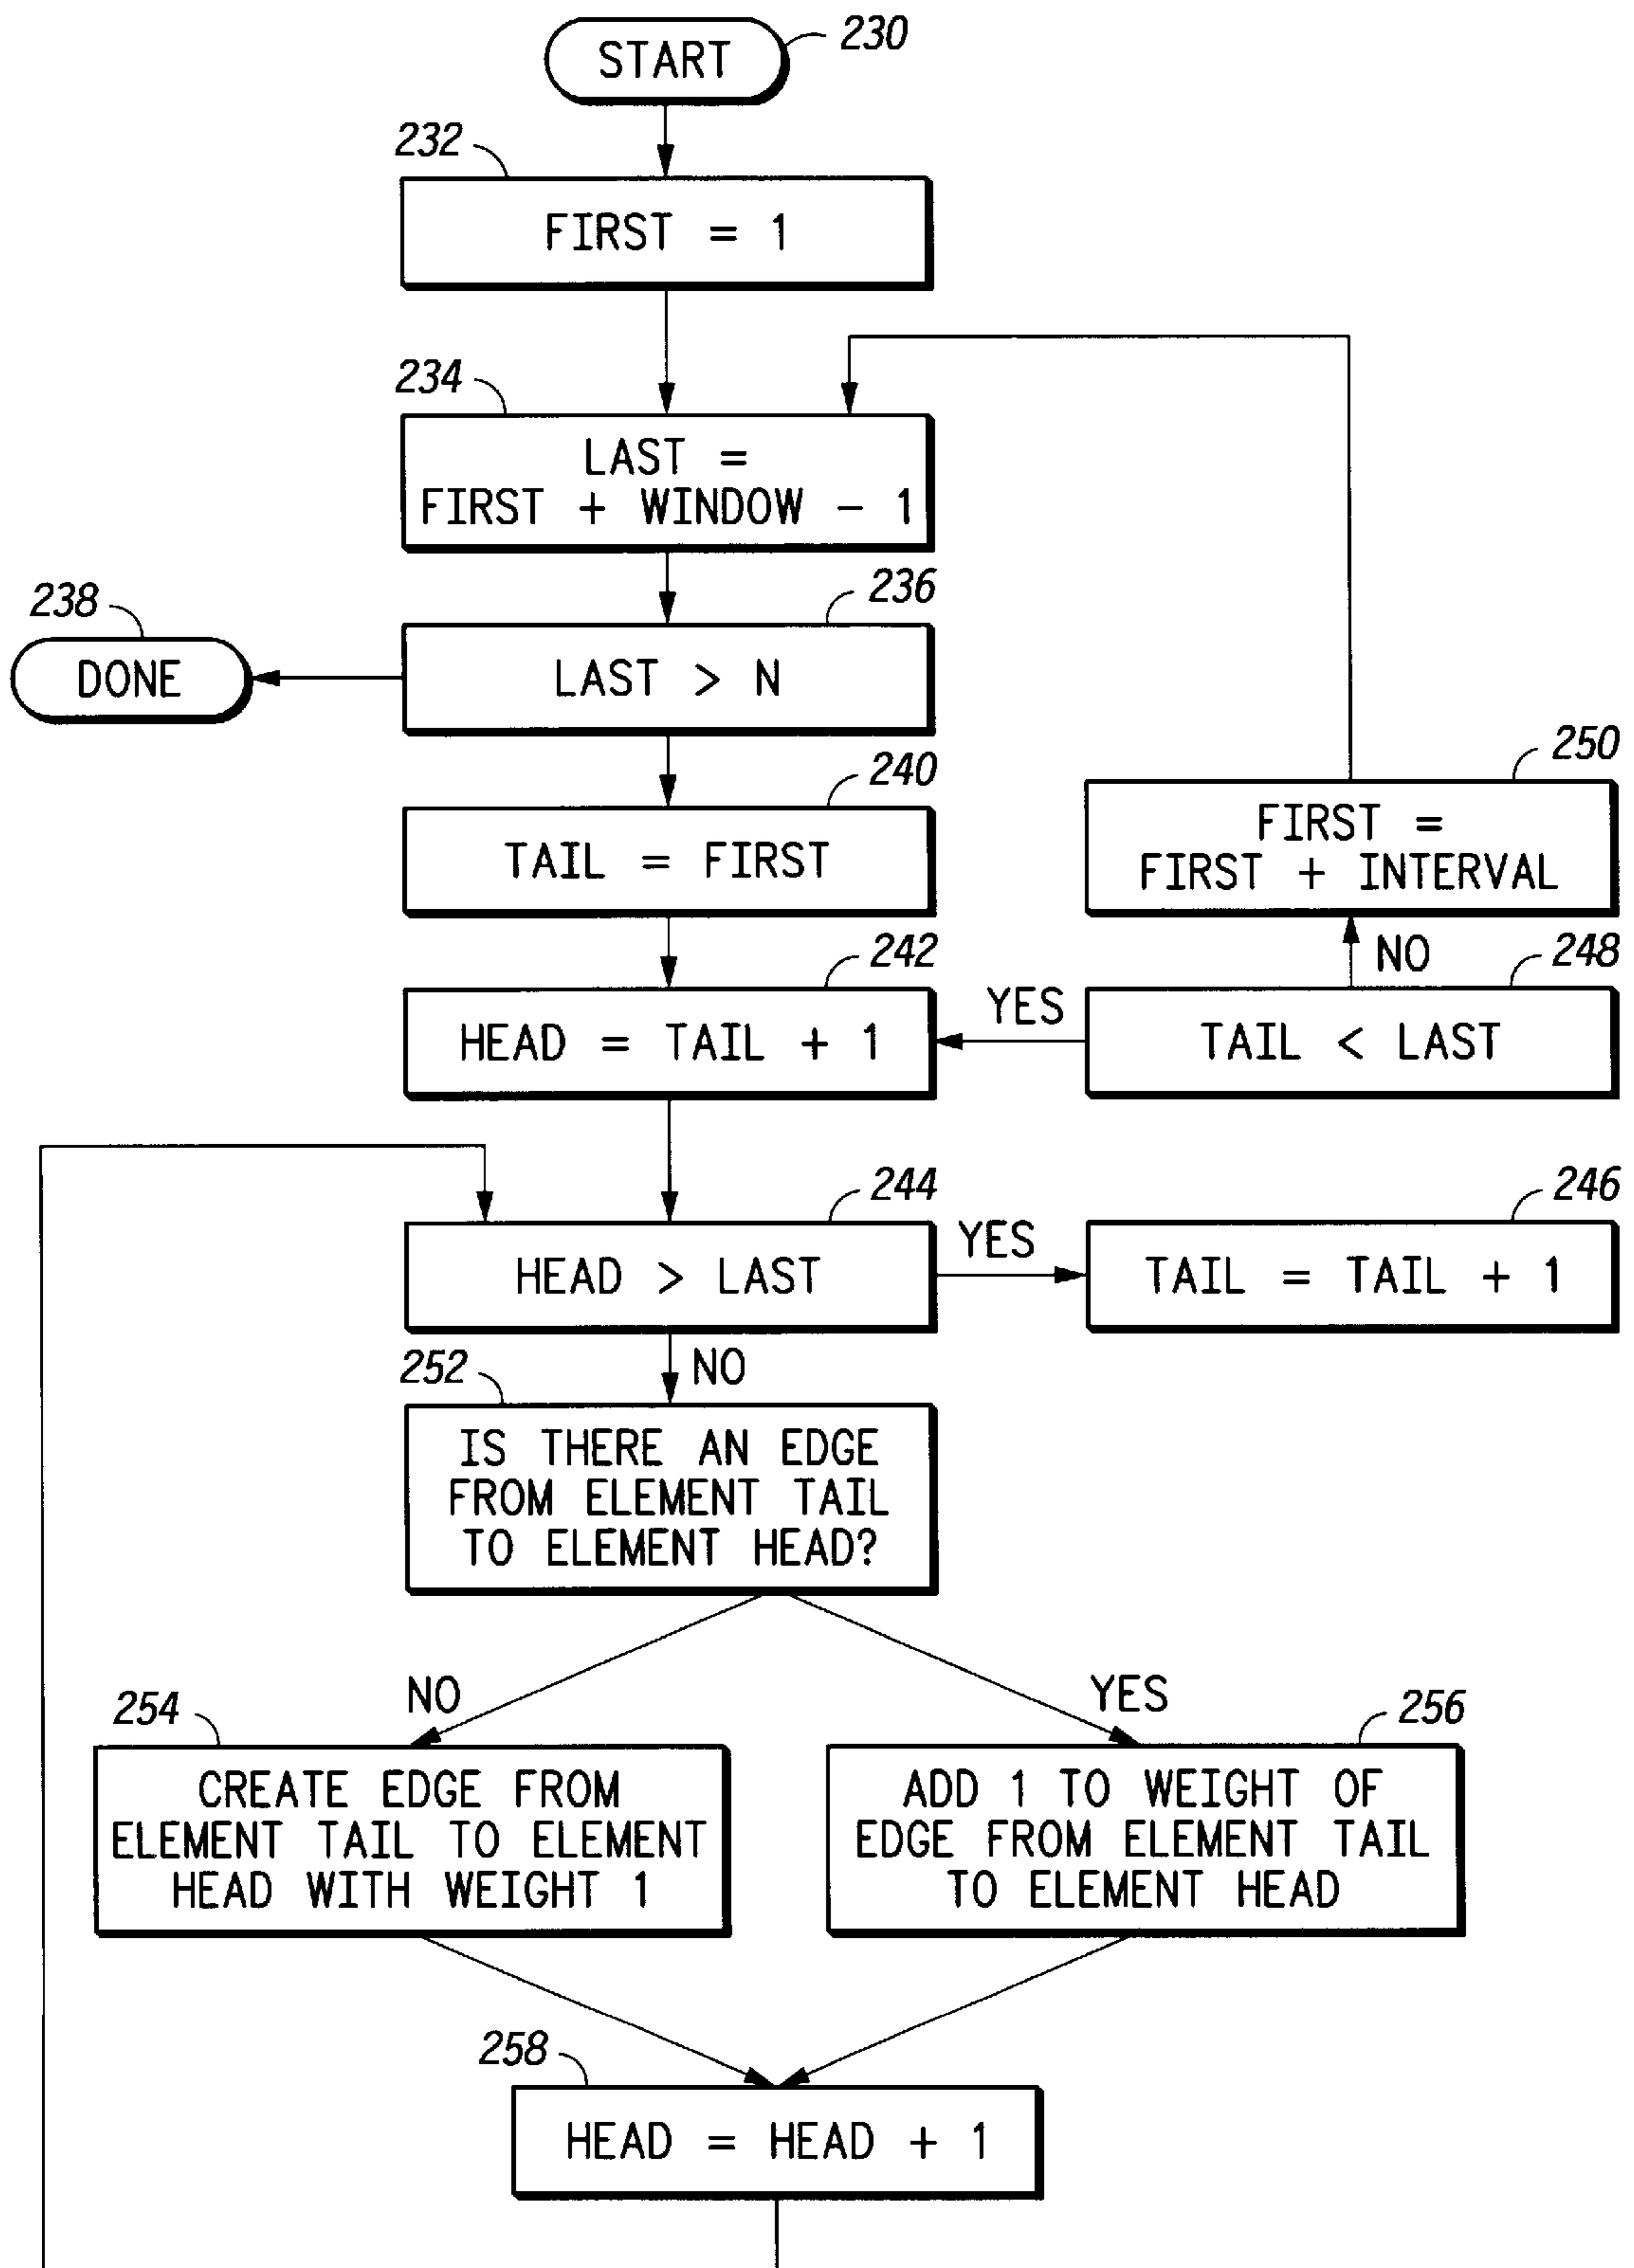 START
230
232
FIRST = 1
234
LAST =
FIRST + WINDOW - 1
236
238
DONE
LAST > N
240
TAIL = FIRST
250
FIRST =
FIRST + INTERVAL
242
HEAD = TAIL + 1
YES
NO
248
TAIL < LAST
244
HEAD > LAST
YES
246
TAIL = TAIL + 1
NO
252
IS THERE AN EDGE
FROM ELEMENT TAIL
TO ELEMENT HEAD?
NO
YES
254
CREATE EDGE FROM
ELEMENT TAIL TO ELEMENT
HEAD WITH WEIGHT 1
256
ADD 1 TO WEIGHT OF
EDGE FROM ELEMENT TAIL
TO ELEMENT HEAD
258
HEAD = HEAD + 1